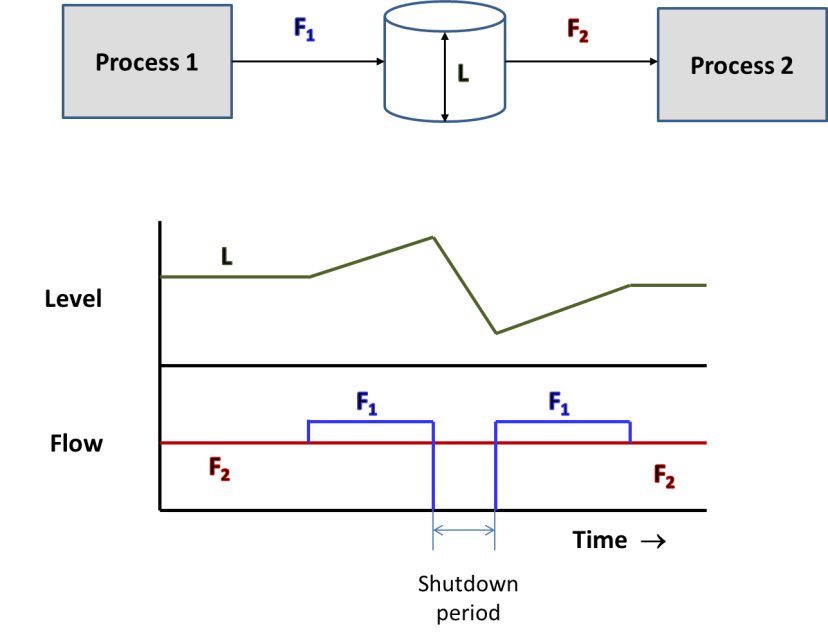 Process 1
F₁
L
F₂
Process 2
L
Level
F₁
F₁
Flow
F₂
F₂
Time →
Shutdown
period